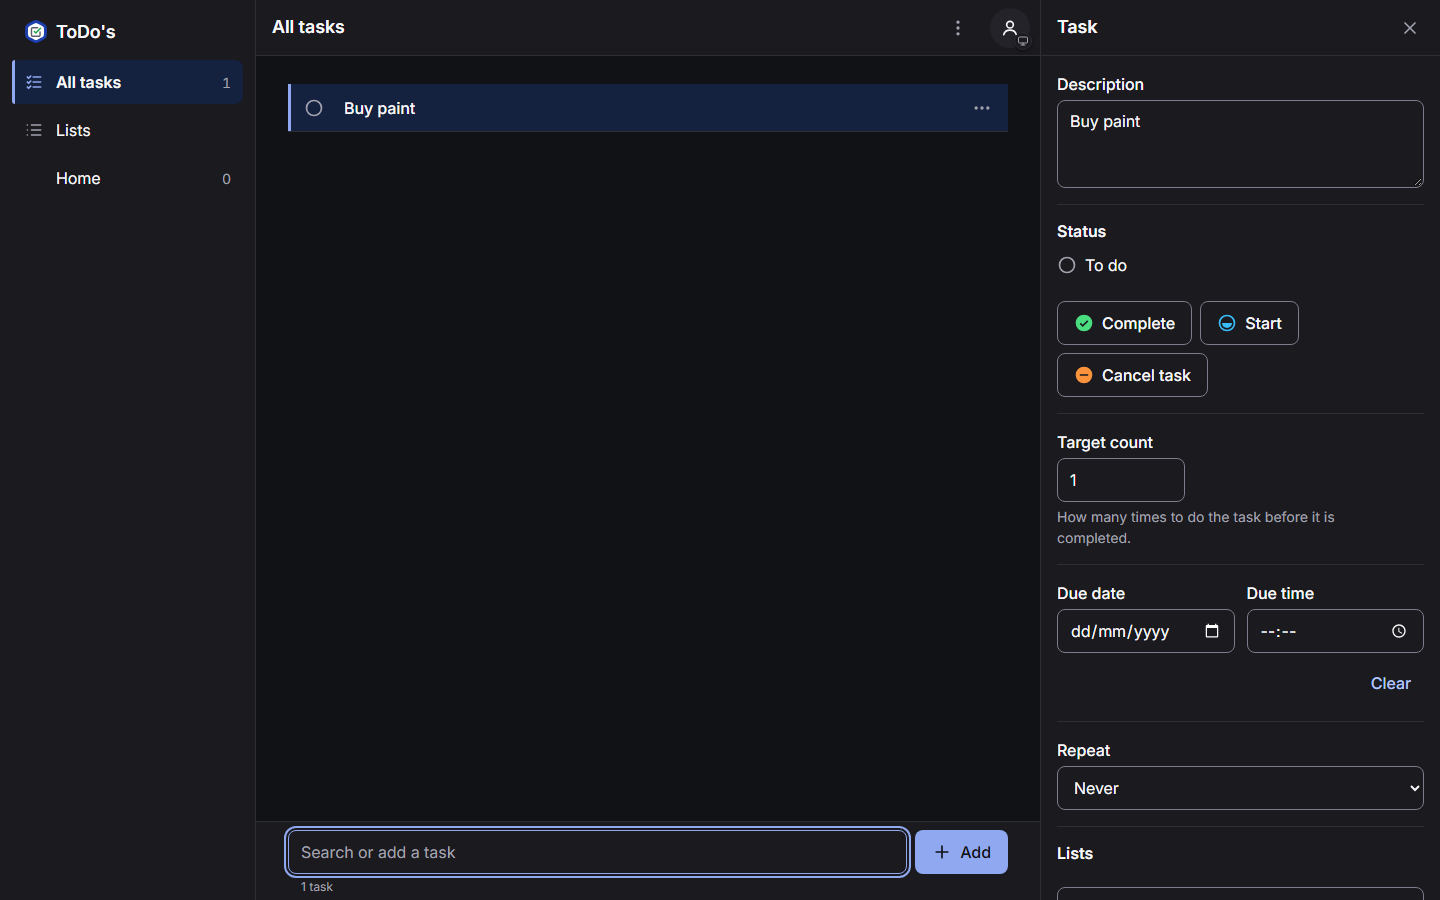 ToDo's
All tasks 1
Lists
Home 0
All tasks
Buy paint
Search or add a task
Add
1 task
Task
Description
Buy paint
Status
To do
Complete
Start
Cancel task
Target count
1
How many times to do the task before it is
completed.
Due date Due time
dd/mm/yyyy --:--
Clear
Repeat
Never
Lists